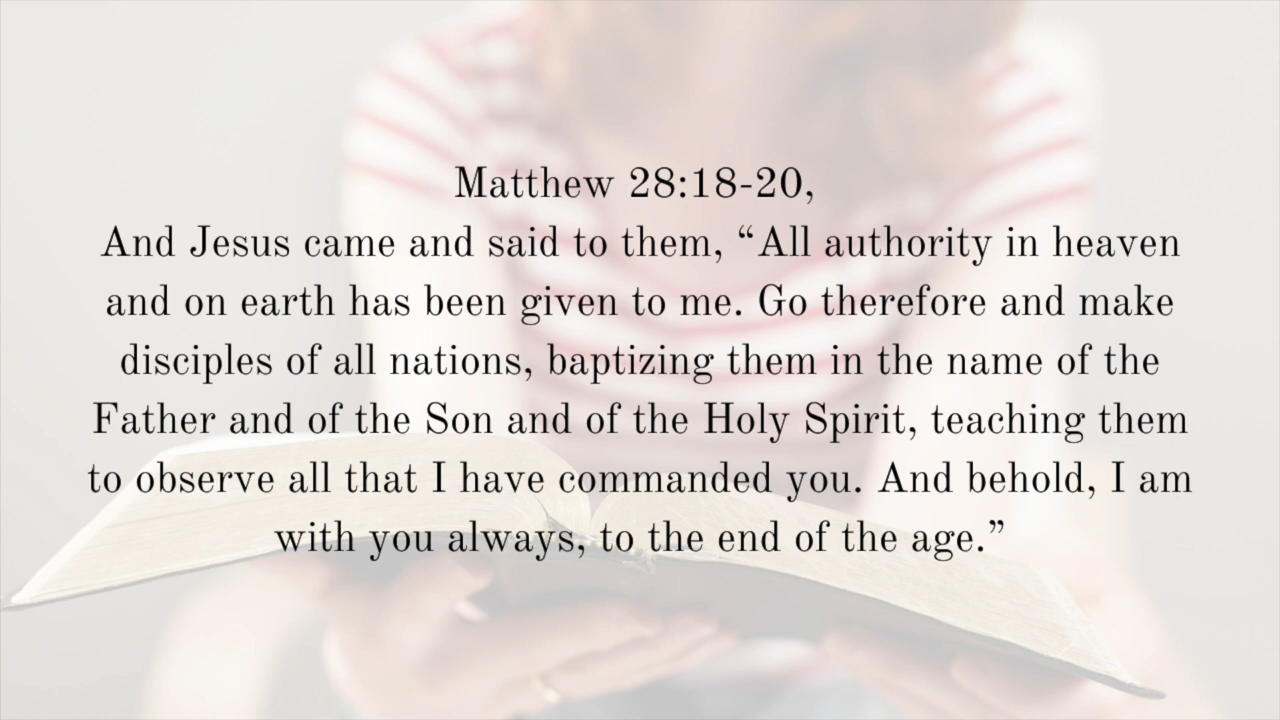 Matthew 28:18-20,
And Jesus came and said to them, “All authority in heaven
and on earth has been given to me. Go therefore and make
disciples of all nations, baptizing them in the name of the
Father and of the Son and of the Holy Spirit, teaching them
to observe all that I have commanded you. And behold, I am
with you always, to the end of the age.”